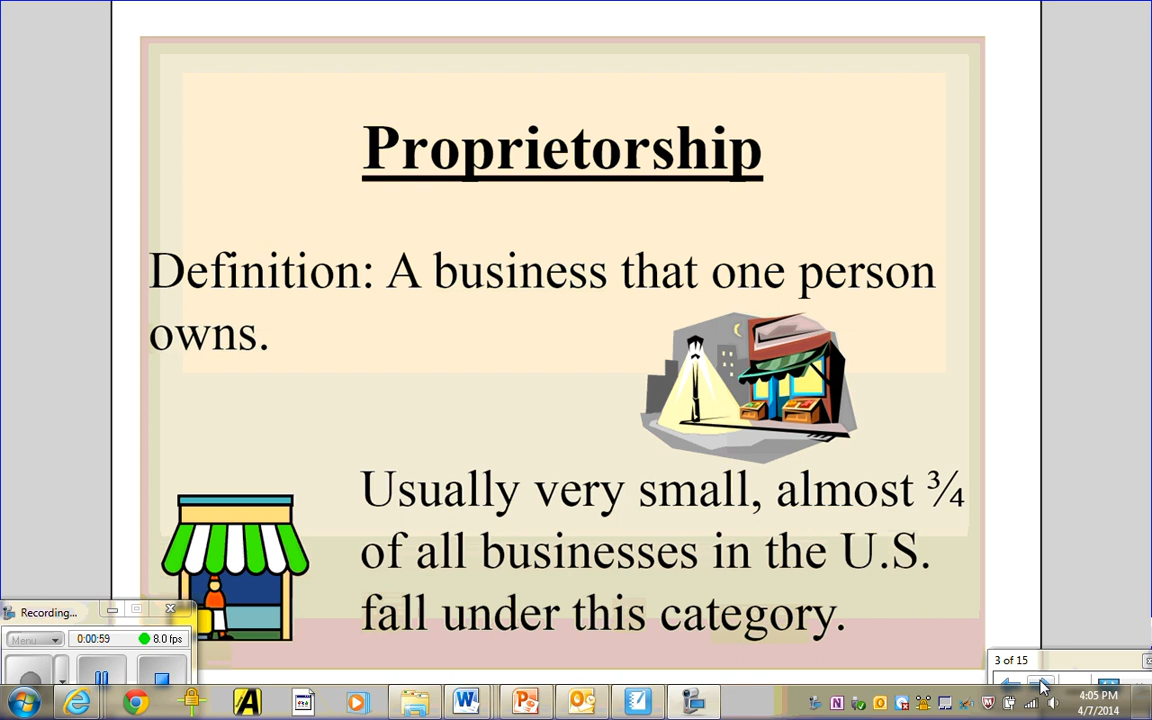 Proprietorship
Definition: A business that one person
owns.
Usually very small, almost ¾
of all businesses in the U.S.
fall under this category.
Recording...
Menu
0:00:59
8.0 fps
3 of 15
4:05 PM
4/7/2014